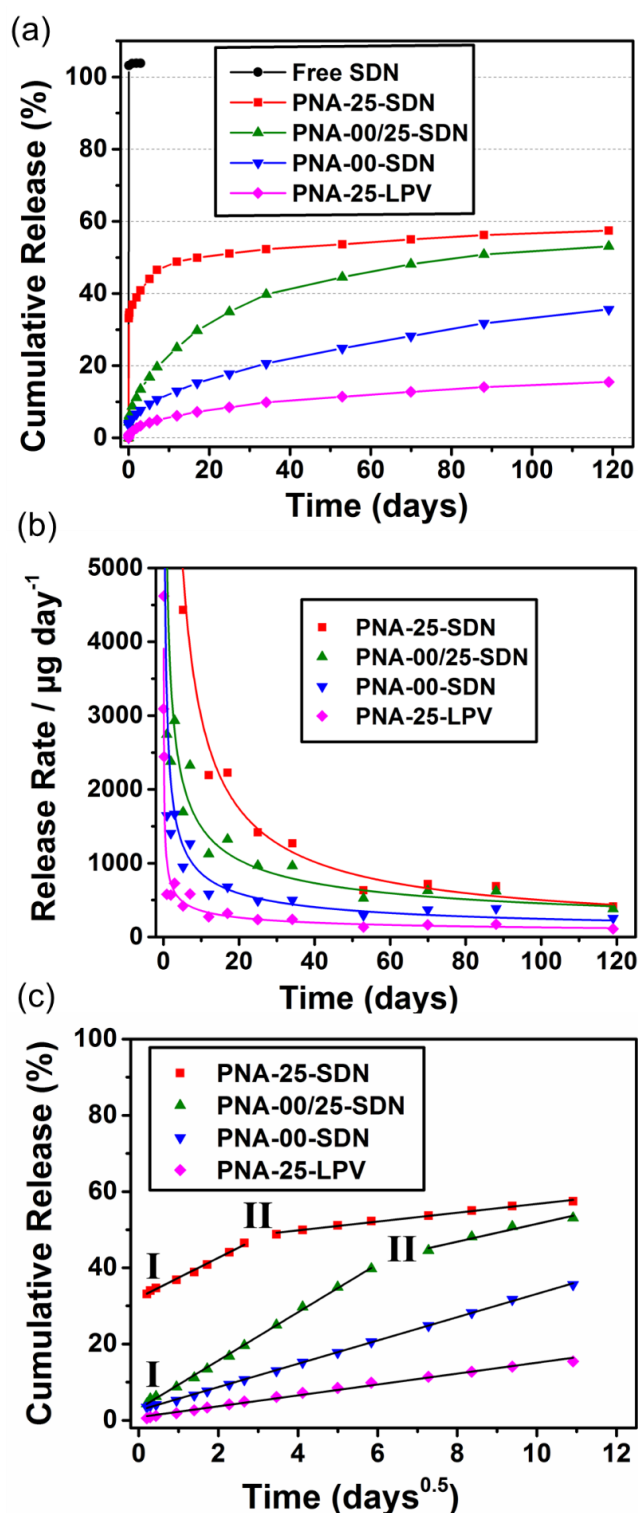 (a)
Cumulative Release (%)
100
80
60
40
20
0
Free SDN
PNA-25-SDN
PNA-00/25-SDN
PNA-00-SDN
PNA-25-LPV
0 20 40 60 80 100 120
Time (days)
(b)
Release Rate / µg day⁻¹
5000
4000
3000
2000
1000
0
PNA-25-SDN
PNA-00/25-SDN
PNA-00-SDN
PNA-25-LPV
0 20 40 60 80 100 120
Time (days)
(c)
Cumulative Release (%)
100
80
60
40
20
0
PNA-25-SDN
PNA-00/25-SDN
PNA-00-SDN
PNA-25-LPV
I
II
I
II
0 2 4 6 8 10 12
Time (days⁰·⁵)